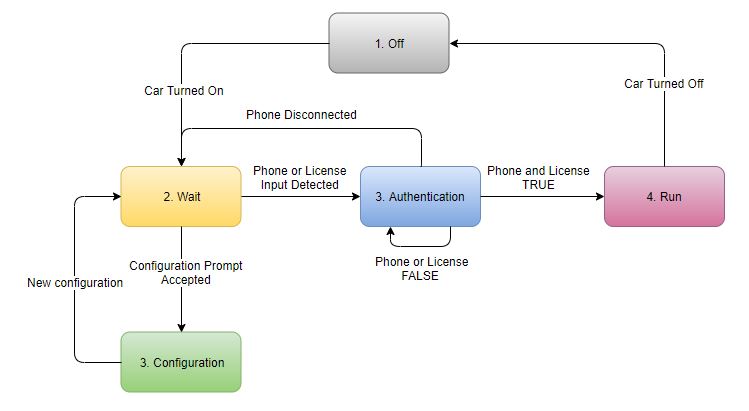 1. Off
Car Turned On
Car Turned Off
Phone Disconnected
2. Wait
Phone or License
Input Detected
3. Authentication
Phone and License
TRUE
4. Run
Phone or License
FALSE
Configuration Prompt
Accepted
New configuration
3. Configuration